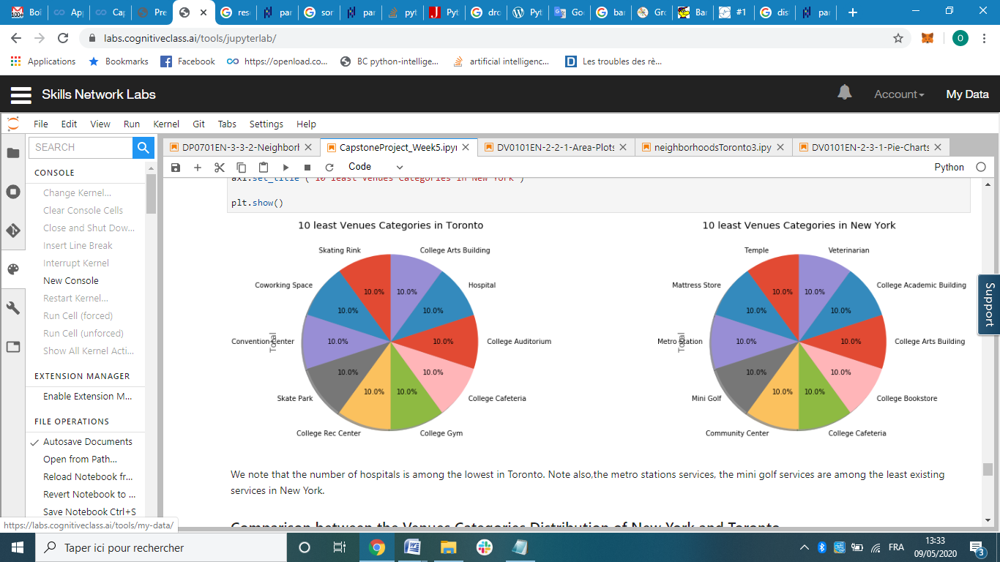 Boî Ap Cap Pre res par sor par pyt Pytl dro Pyt Go bar Gro Bar #1 dis par
labs.cognitiveclass.ai/tools/jupyterlab/
O
Applications Bookmarks Facebook https://openload.co... BC python-intellige... artificial intelligenc... Les troubles des rè...
Skills Network Labs Account My Data
File Edit View Run Kernel Git Tabs Settings Help
SEARCH
DP0701EN-3-3-2-Neighborh CapstoneProject_Week5.ipyn DV0101EN-2-2-1-Area-Plots neighborhoodsToronto3.ipy DV0101EN-2-3-1-Pie-Charts
Code Python
CONSOLE
Change Kernel...
Clear Console Cells
Close and Shut Dow...
Insert Line Break
Interrupt Kernel
New Console
Restart Kernel...
Run Cell (forced)
Run Cell (unforced)
Show All Kernel Acti...
EXTENSION MANAGER
Enable Extension M...
FILE OPERATIONS
Autosave Documents
Open from Path...
Reload Notebook fr...
Revert Notebook to ...
Save Notebook Ctrl+S
https://labs.cognitiveclass.ai/tools/my-data/
ax1.set_title ('10 least Venues Categories in New York')
plt.show()
10 least Venues Categories in Toronto
Skating Rink College Arts Building
Coworking Space Hospital
10.0% 10.0%
10.0% 10.0%
Convention Center 10.0% 10.0% College Auditorium
Total
10.0% 10.0%
10.0% 10.0%
Skate Park College Cafeteria
College Rec Center College Gym
10 least Venues Categories in New York
Temple Veterinarian
Mattress Store College Academic Building
10.0% 10.0%
10.0% 10.0%
Metro Station 10.0% 10.0% College Arts Building
Total
10.0% 10.0%
10.0% 10.0%
Mini Golf College Bookstore
Community Center College Cafeteria
Support
We note that the number of hospitals is among the lowest in Toronto. Note also,the metro stations services, the mini golf services are among the least existing
services in New York.
Comparison between the Venues Categories Distribution of New York and Toronto
Taper ici pour rechercher
FRA
13:33
09/05/2020
3